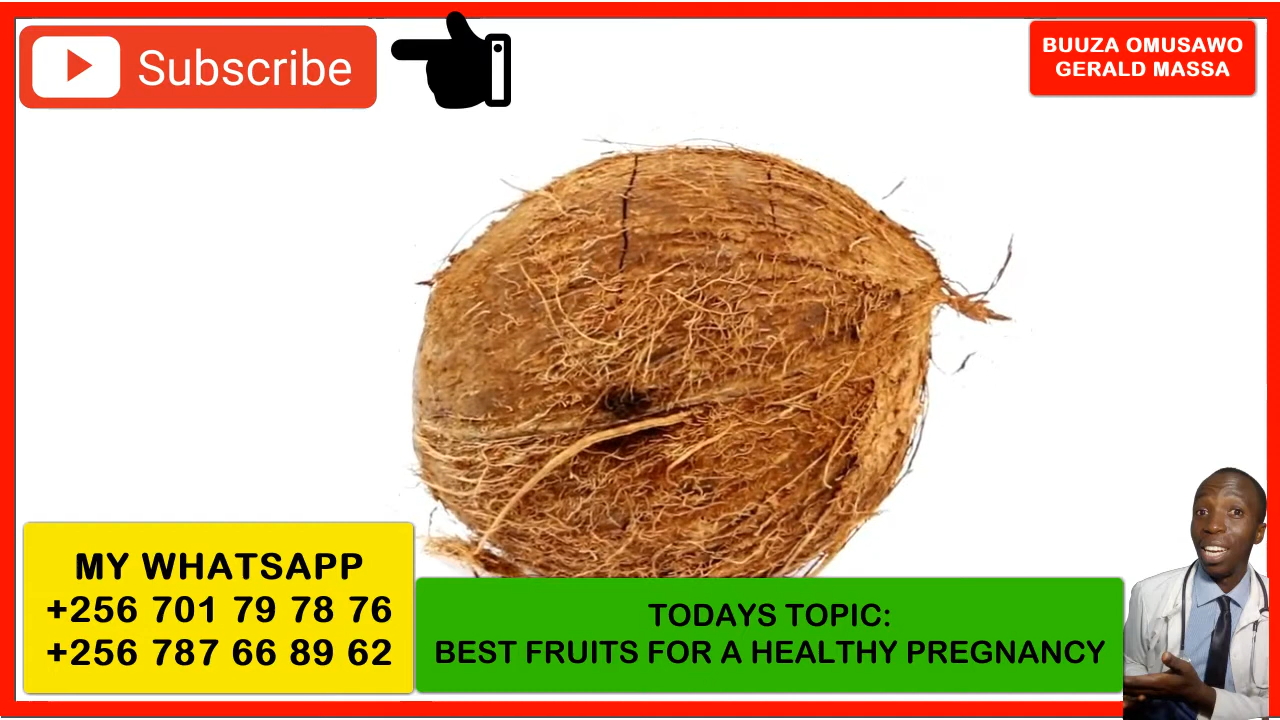 Subscribe
BUUZA OMUSAWO
GERALD MASSA
MY WHATSAPP
+256 701 79 78 76
+256 787 66 89 62
TODAYS TOPIC:
BEST FRUITS FOR A HEALTHY PREGNANCY